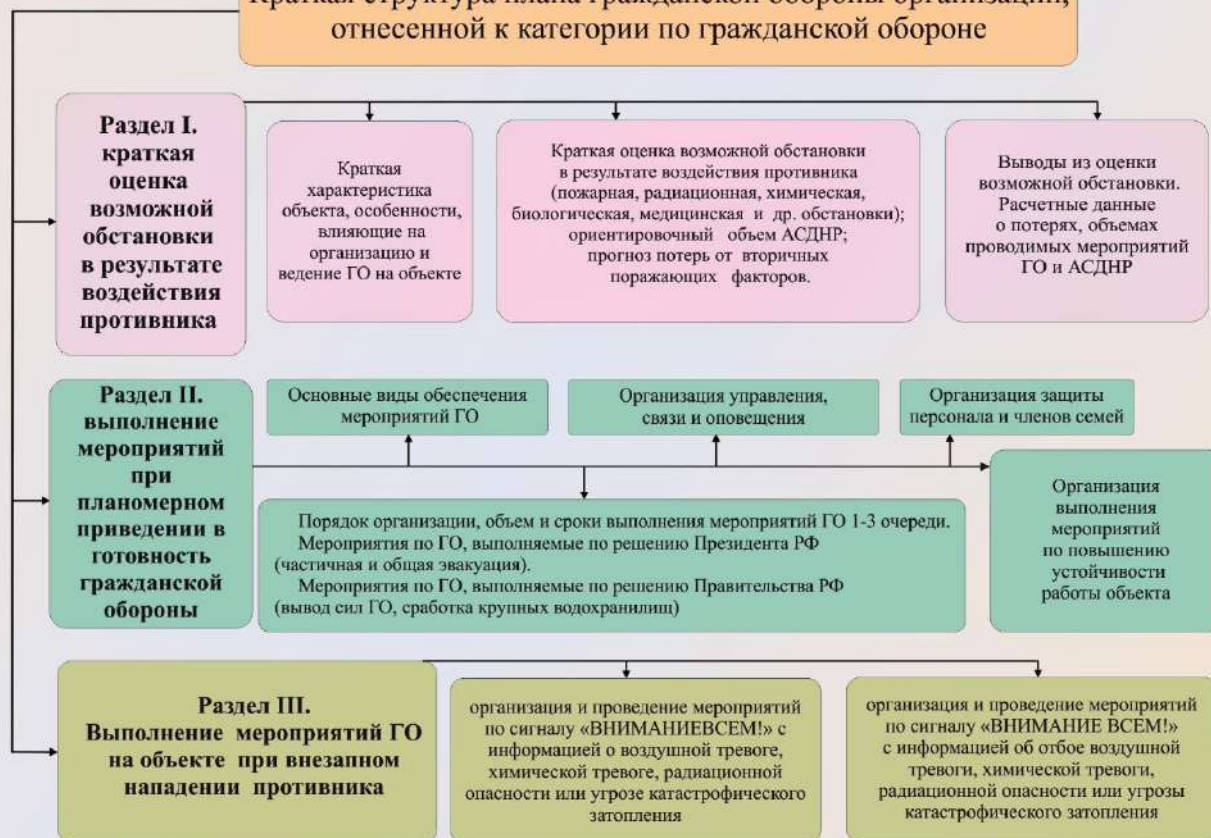 Краткая структура плана гражданской обороны организации,
отнесенной к категории по гражданской обороне
Раздел I.
краткая
оценка
возможной
обстановки
в результате
воздействия
противника
Краткая
характеристика
объекта, особенности,
влияющие на
организацию и
ведение ГО на объекте
Краткая оценка возможной обстановки
в результате воздействия противника
(пожарная, радиационная, химическая,
биологическая, медицинская и др. обстановки);
ориентировочный объем АСДНР;
прогноз потерь от вторичных
поражающих факторов.
Выводы из оценки
возможной обстановки.
Расчетные данные
о потерях, объемах
проводимых мероприятий
ГО и АСДНР
Раздел II.
выполнение
мероприятий
при
планомерном
приведении в
готовность
гражданской
обороны
Основные виды обеспечения
мероприятий ГО
Организация управления,
связи и оповещения
Организация защиты
персонала и членов семей
Порядок организации, объем и сроки выполнения мероприятий ГО 1-3 очереди.
Мероприятия по ГО, выполняемые по решению Президента РФ
(частичная и общая эвакуация).
Мероприятия по ГО, выполняемые по решению Правительства РФ
(вывод сил ГО, сработка крупных водохранилищ)
Организация
выполнения
мероприятий
по повышению
устойчивости
работы объекта
Раздел III.
Выполнение мероприятий ГО
на объекте при внезапном
нападении противника
организация и проведение мероприятий
по сигналу «ВНИМАНИЕВСЕМ!» с
информацией о воздушной тревоге,
химической тревоге, радиационной
опасности или угрозе катастрофического
затопления
организация и проведение мероприятий
по сигналу «ВНИМАНИЕ ВСЕМ!»
с информацией об отбое воздушной
тревоги, химической тревоги,
радиационной опасности или угрозы
катастрофического затопления